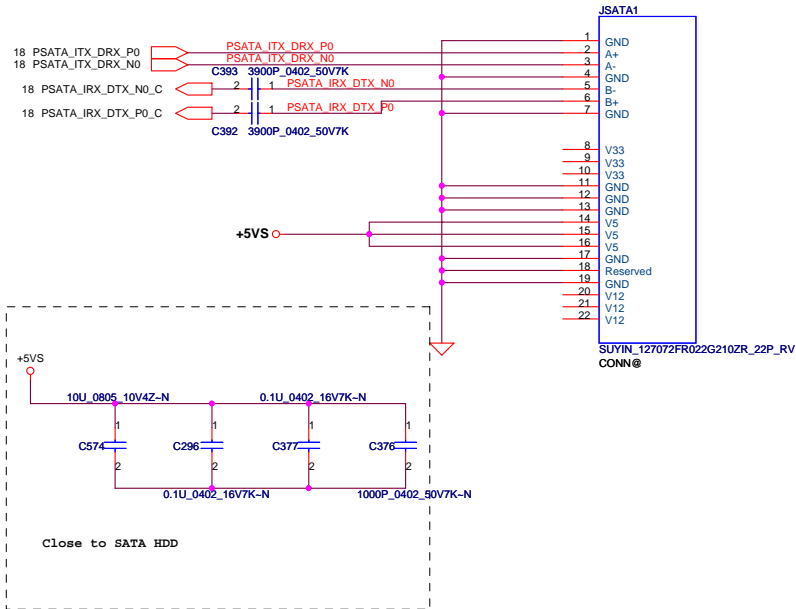 JSATA1
18 PSATA_ITX_DRX_P0
PSATA_ITX_DRX_P0
18 PSATA_ITX_DRX_N0
PSATA_ITX_DRX_N0
C393 3900P_0402_50V7K
18 PSATA_IRX_DTX_N0_C
2 1 PSATA_IRX_DTX_N0
18 PSATA_IRX_DTX_P0_C
2 1 PSATA_IRX_DTX_P0
C392 3900P_0402_50V7K
1 GND
2 A+
3 A-
4 GND
5 B-
6 B+
7 GND
8 V33
9 V33
10 V33
11 GND
12 GND
13 GND
14 V5
15 V5
16 V5
17 GND
18 Reserved
19 GND
20 V12
21 V12
22 V12
+5VS
SUYIN_127072FR022G210ZR_22P_RV
CONN@
+5VS
10U_0805_10V4Z~N
0.1U_0402_16V7K~N
1 1 1 1
C574 C296 C377 C376
2 2 2 2
0.1U_0402_16V7K~N
1000P_0402_50V7K~N
Close to SATA HDD